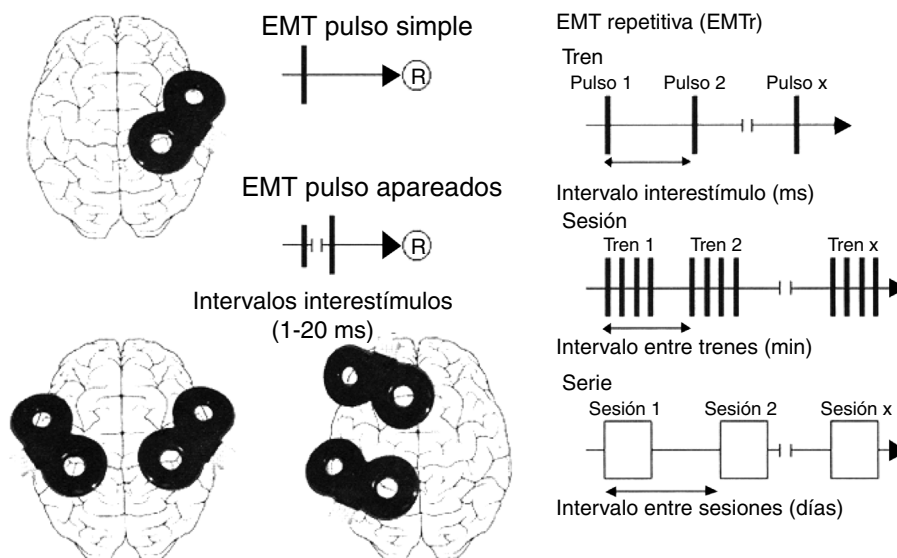 EMT pulso simple
R
EMT pulso apareados
R
Intervalos interestímulos
(1-20 ms)
EMT repetitiva (EMTr)
Tren
Pulso 1 Pulso 2 Pulso x
Intervalo interestímulo (ms)
Sesión
Tren 1 Tren 2 Tren x
Intervalo entre trenes (min)
Serie
Sesión 1 Sesión 2 Sesión x
Intervalo entre sesiones (días)